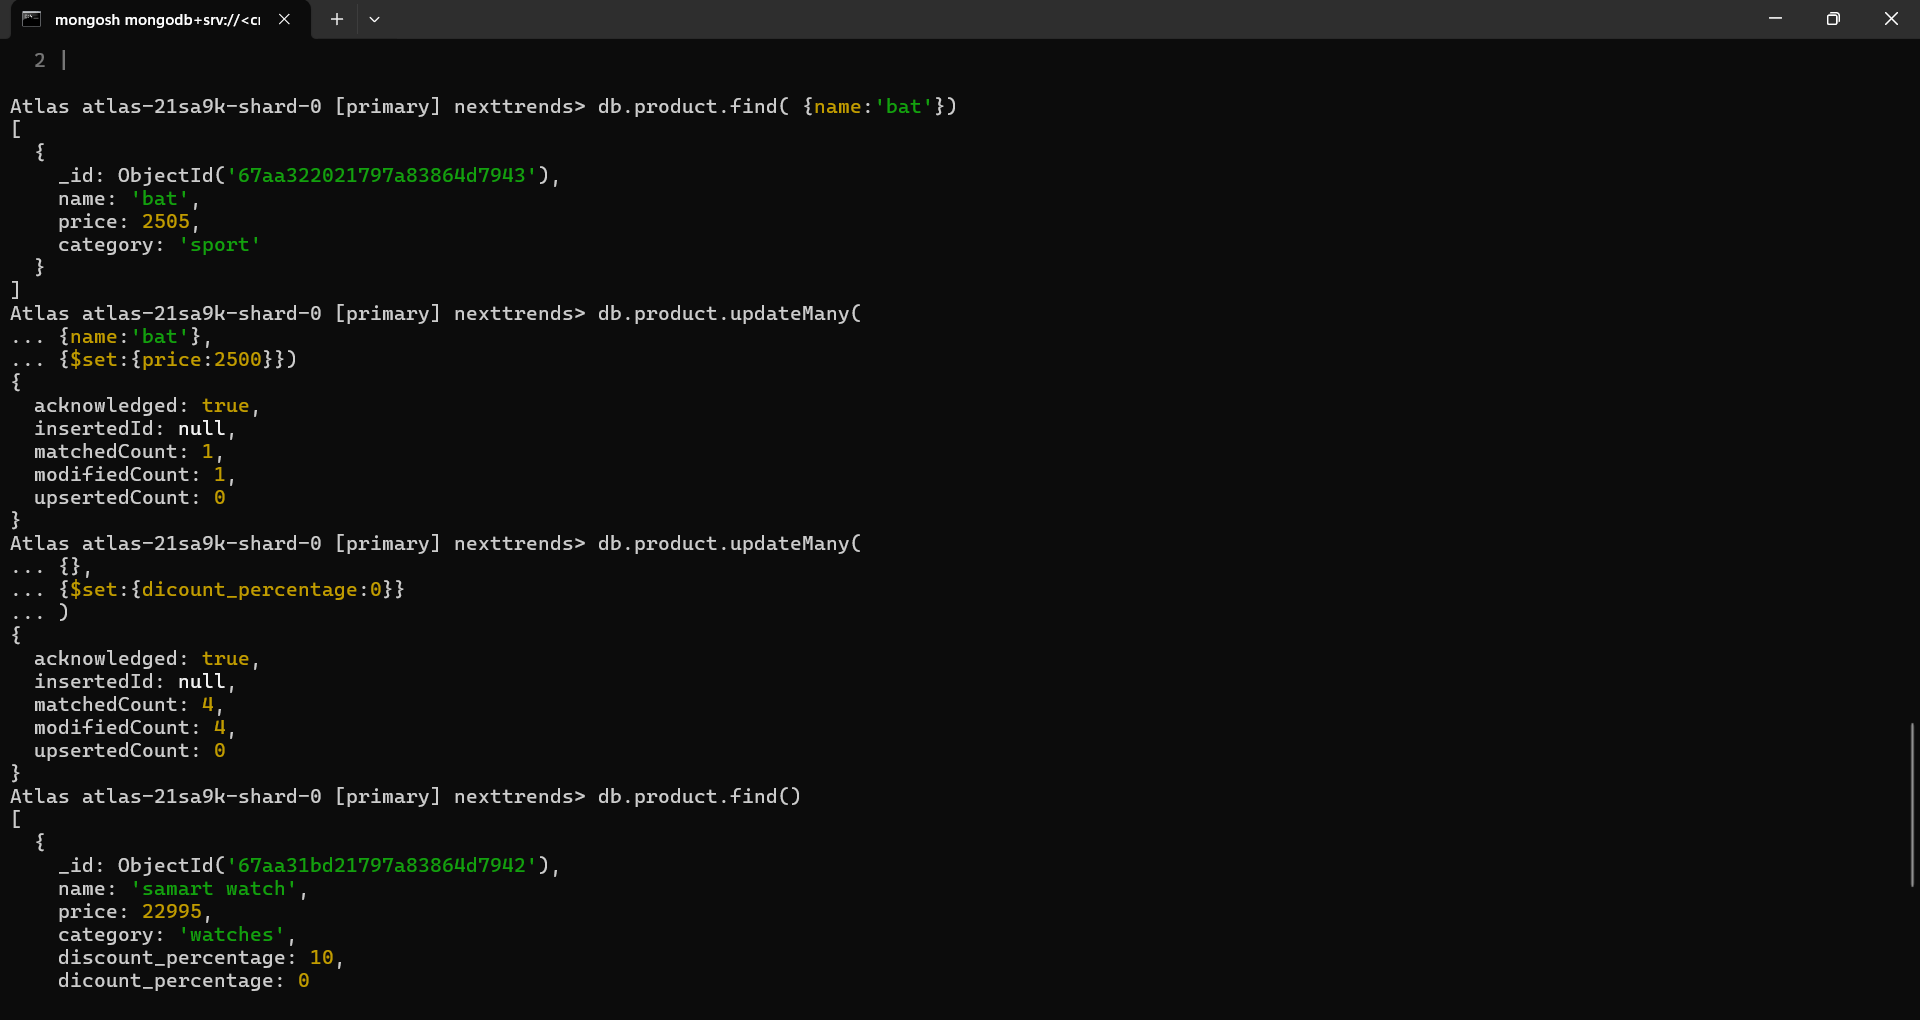 mongosh mongodb+srv://<cr
2 |
Atlas atlas-21sa9k-shard-0 [primary] nexttrends> db.product.find( {name:'bat'})
[
  {
    _id: ObjectId('67aa322021797a83864d7943'),
    name: 'bat',
    price: 2505,
    category: 'sport'
  }
]
Atlas atlas-21sa9k-shard-0 [primary] nexttrends> db.product.updateMany(
... {name:'bat'},
... {$set:{price:2500}})
{
  acknowledged: true,
  insertedId: null,
  matchedCount: 1,
  modifiedCount: 1,
  upsertedCount: 0
}
Atlas atlas-21sa9k-shard-0 [primary] nexttrends> db.product.updateMany(
... {},
... {$set:{dicount_percentage:0}}
... )
{
  acknowledged: true,
  insertedId: null,
  matchedCount: 4,
  modifiedCount: 4,
  upsertedCount: 0
}
Atlas atlas-21sa9k-shard-0 [primary] nexttrends> db.product.find()
[
  {
    _id: ObjectId('67aa31bd21797a83864d7942'),
    name: 'samart watch',
    price: 22995,
    category: 'watches',
    discount_percentage: 10,
    dicount_percentage: 0